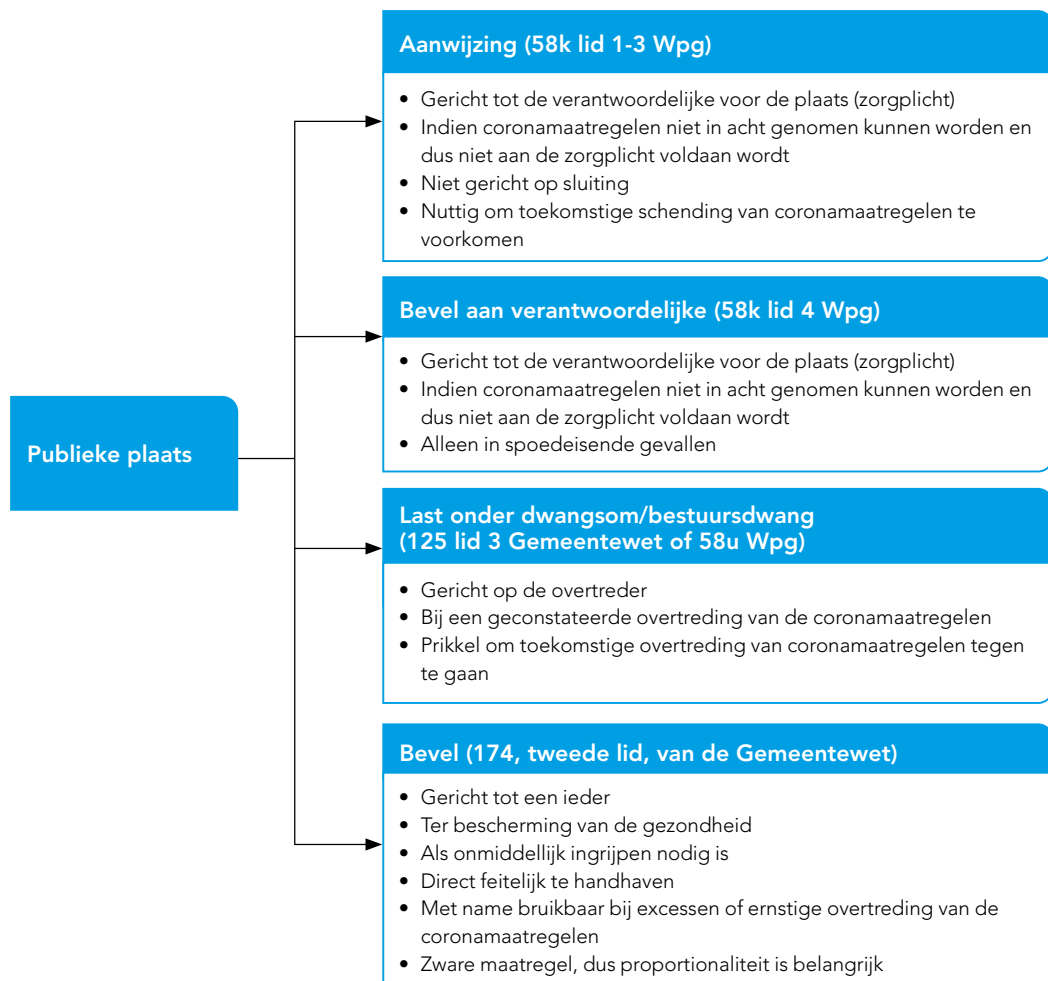 Aanwijzing (58k lid 1-3 Wpg)
• Gericht tot de verantwoordelijke voor de plaats (zorgplicht)
• Indien coronamaatregelen niet in acht genomen kunnen worden en
dus niet aan de zorgplicht voldaan wordt
• Niet gericht op sluiting
• Nuttig om toekomstige schending van coronamaatregelen te
voorkomen
Bevel aan verantwoordelijke (58k lid 4 Wpg)
• Gericht tot de verantwoordelijke voor de plaats (zorgplicht)
• Indien coronamaatregelen niet in acht genomen kunnen worden en
dus niet aan de zorgplicht voldaan wordt
• Alleen in spoedeisende gevallen
Publieke plaats
Last onder dwangsom/bestuursdwang
(125 lid 3 Gemeentewet of 58u Wpg)
• Gericht op de overtreder
• Bij een geconstateerde overtreding van de coronamaatregelen
• Prikkel om toekomstige overtreding van coronamaatregelen tegen
te gaan
Bevel (174, tweede lid, van de Gemeentewet)
• Gericht tot een ieder
• Ter bescherming van de gezondheid
• Als onmiddellijk ingrijpen nodig is
• Direct feitelijk te handhaven
• Met name bruikbaar bij excessen of ernstige overtreding van de
coronamaatregelen
• Zware maatregel, dus proportionaliteit is belangrijk